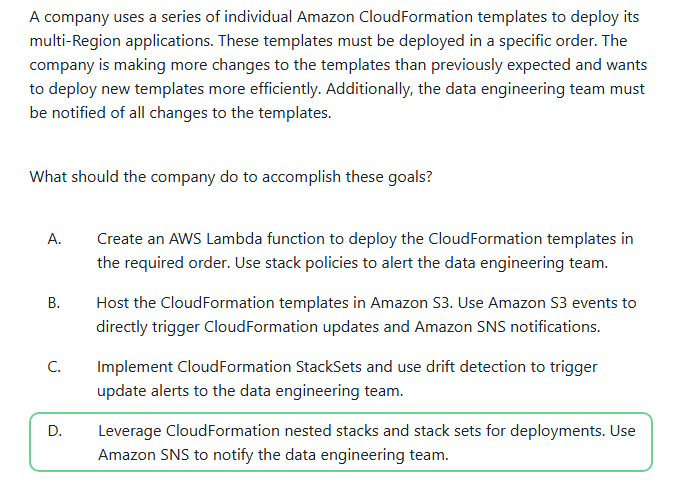 A company uses a series of individual Amazon CloudFormation templates to deploy its
multi-Region applications. These templates must be deployed in a specific order. The
company is making more changes to the templates than previously expected and wants
to deploy new templates more efficiently. Additionally, the data engineering team must
be notified of all changes to the templates.
What should the company do to accomplish these goals?
A. Create an AWS Lambda function to deploy the CloudFormation templates in
the required order. Use stack policies to alert the data engineering team.
B. Host the CloudFormation templates in Amazon S3. Use Amazon S3 events to
directly trigger CloudFormation updates and Amazon SNS notifications.
C. Implement CloudFormation StackSets and use drift detection to trigger
update alerts to the data engineering team.
D. Leverage CloudFormation nested stacks and stack sets for deployments. Use
Amazon SNS to notify the data engineering team.